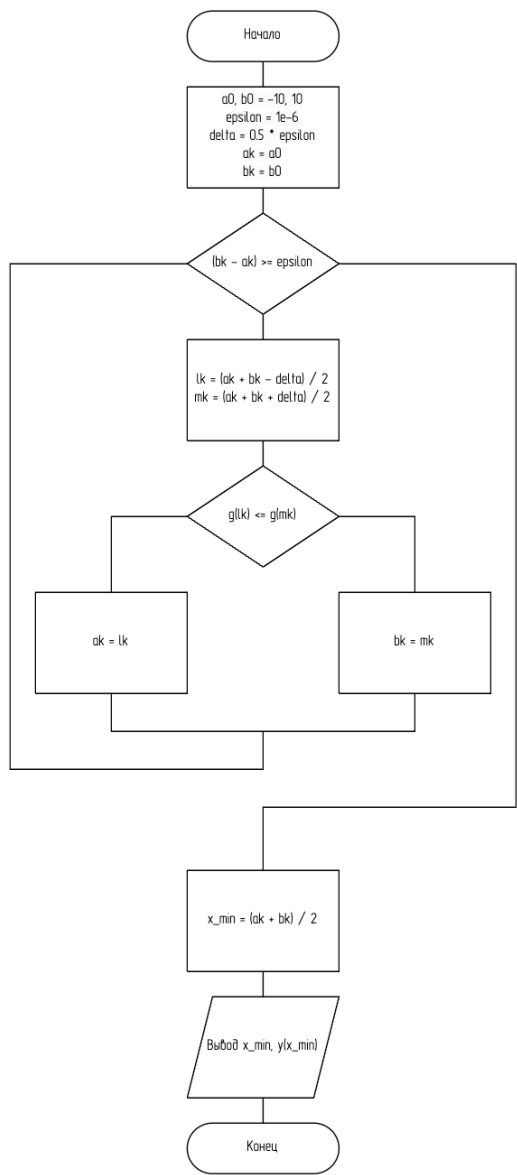 Начало
a0, b0 = -10, 10
epsilon = 1e-6
delta = 0.5 * epsilon
ak = a0
bk = b0
(bk - ak) >= epsilon
lk = (ak + bk - delta) / 2
mk = (ak + bk + delta) / 2
g(lk) <= g(mk)
ak = lk
bk = mk
x_min = (ak + bk) / 2
Вывод x_min, y(x_min)
Конец